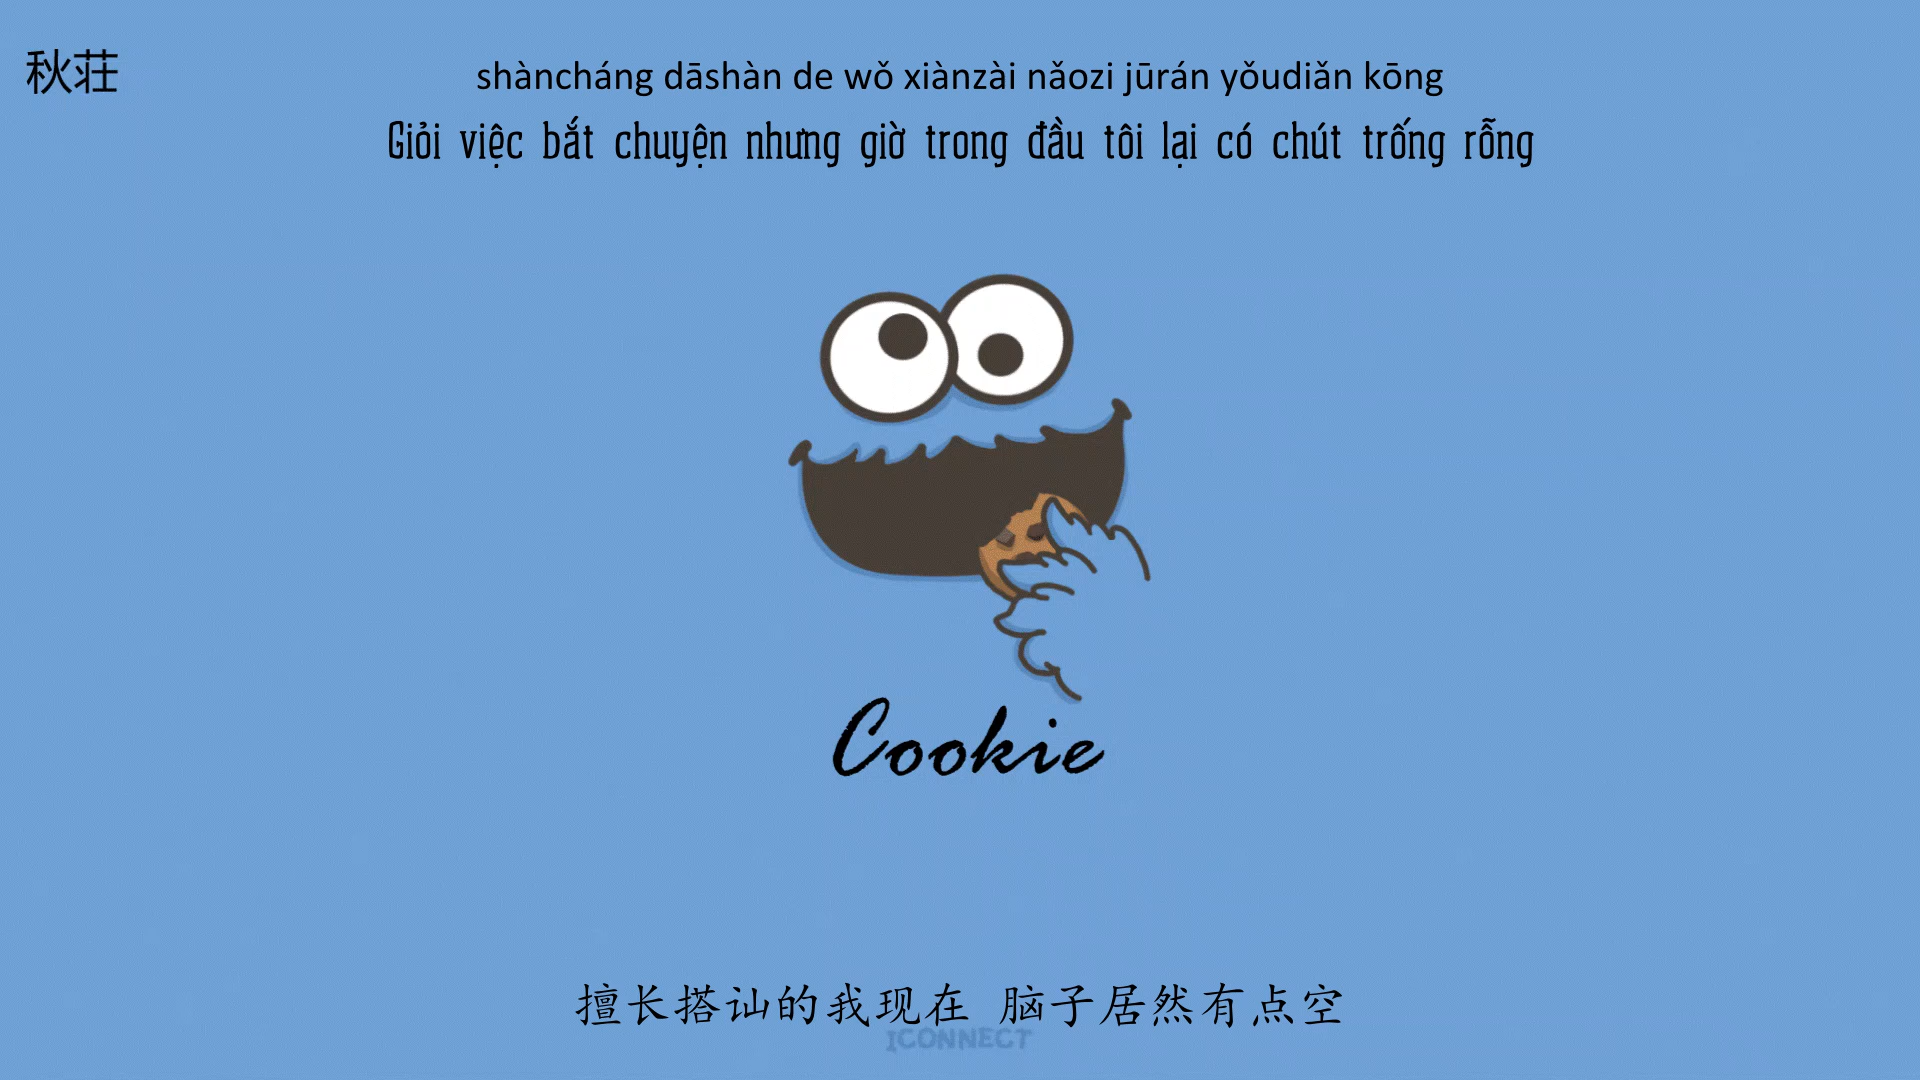 秋荘
shàncháng dāshàn de wǒ xiànzài nǎozi jūrán yǒudiǎn kōng
Giỏi việc bắt chuyện nhưng giờ trong đầu tôi lại có chút trống rỗng
Cookie
擅长搭讪的我现在 脑子居然有点空
ICONNECT